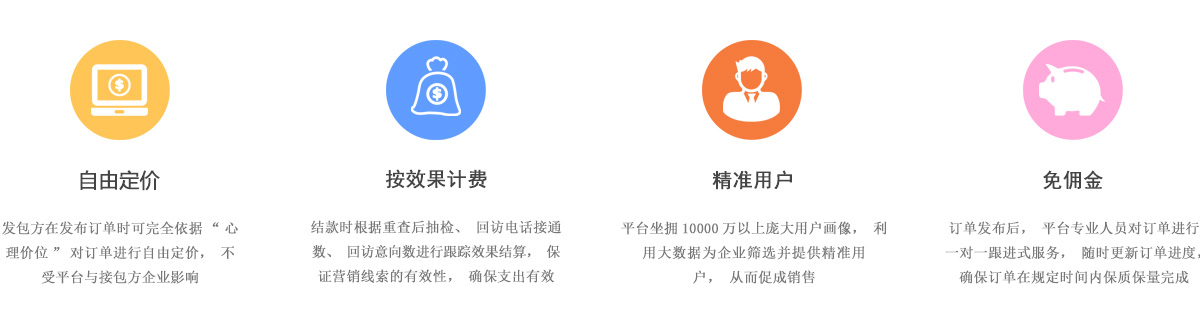 自由定价
发包方在发布订单时可完全依据 “ 心
理价位 ” 对订单进行自由定价， 不
受平台与接包方企业影响
按效果计费
结款时根据重查后抽检、 回访电话接通
数、 回访意向数进行跟踪效果结算， 保
证营销线索的有效性， 确保支出有效
精准用户
平台坐拥 10000 万以上庞大用户画像， 利
用大数据为企业筛选并提供精准用
户， 从而促成销售
免佣金
订单发布后， 平台专业人员对订单进行
一对一跟进式服务， 随时更新订单进度，
确保订单在规定时间内保质保量完成